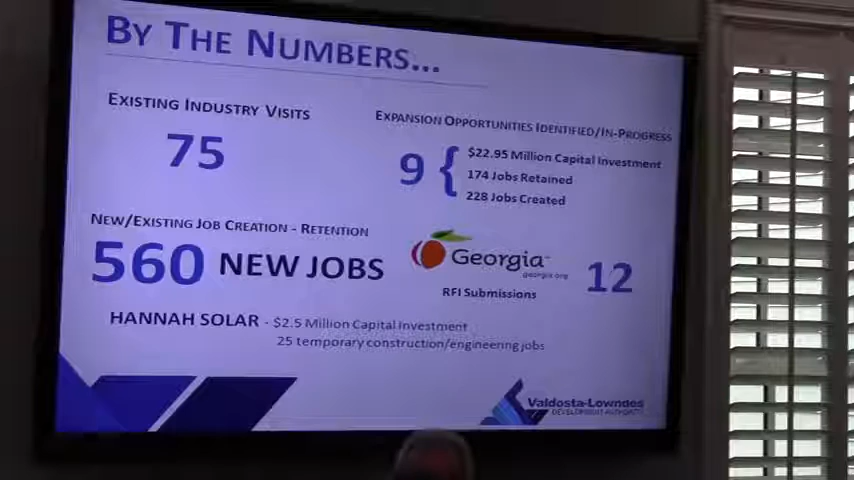 BY THE NUMBERS...
EXISTING INDUSTRY VISITS
75
EXPANSION OPPORTUNITIES IDENTIFIED/IN-PROGRESS
9 { $22.95 Million Capital Investment
174 Jobs Retained
228 Jobs Created
NEW/EXISTING JOB CREATION - RETENTION
560 NEW JOBS
Georgia™
georgia.org
RFI Submissions
12
HANNAH SOLAR - $2.5 Million Capital Investment
25 temporary construction/engineering jobs
Valdosta-Lowndes
DEVELOPMENT AUTHORITY